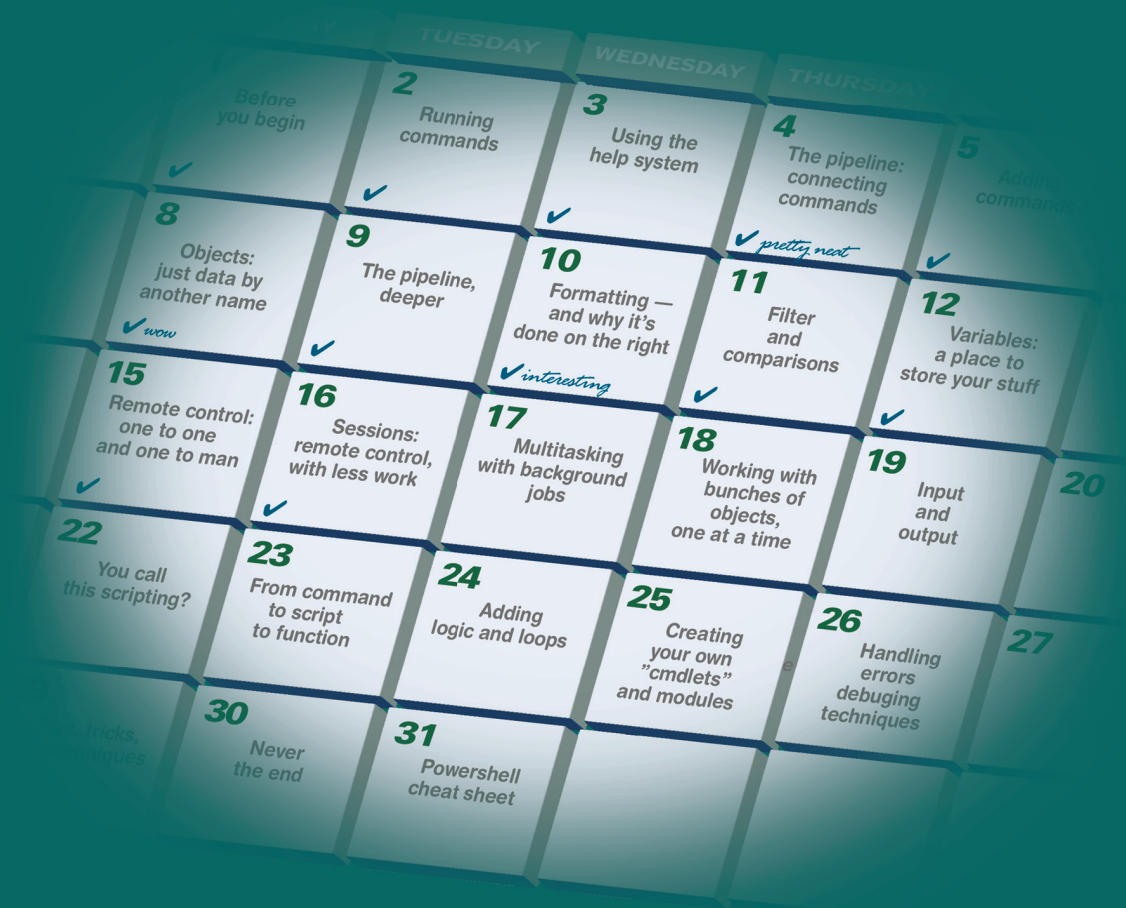 TUESDAY
WEDNESDAY
THURSDAY
Before
you begin
2
Running
commands
3
Using the
help system
4
The pipeline:
connecting
commands
pretty neat
5
Adding
commands
8
Objects:
just data by
another name
wow
9
The pipeline,
deeper
10
Formatting —
and why it's
done on the right
interesting
11
Filter
and
comparisons
12
Variables:
a place to
store your stuff
15
Remote control:
one to one
and one to man
16
Sessions:
remote control,
with less work
17
Multitasking
with background
jobs
18
Working with
bunches of
objects,
one at a time
19
Input
and
output
20
22
You call
this scripting?
23
From command
to script
to function
24
Adding
logic and loops
25
Creating
your own
”cmdlets”
and modules
26
Handling
errors
debuging
techniques
27
tricks,
30
Never
the end
31
Powershell
cheat sheet